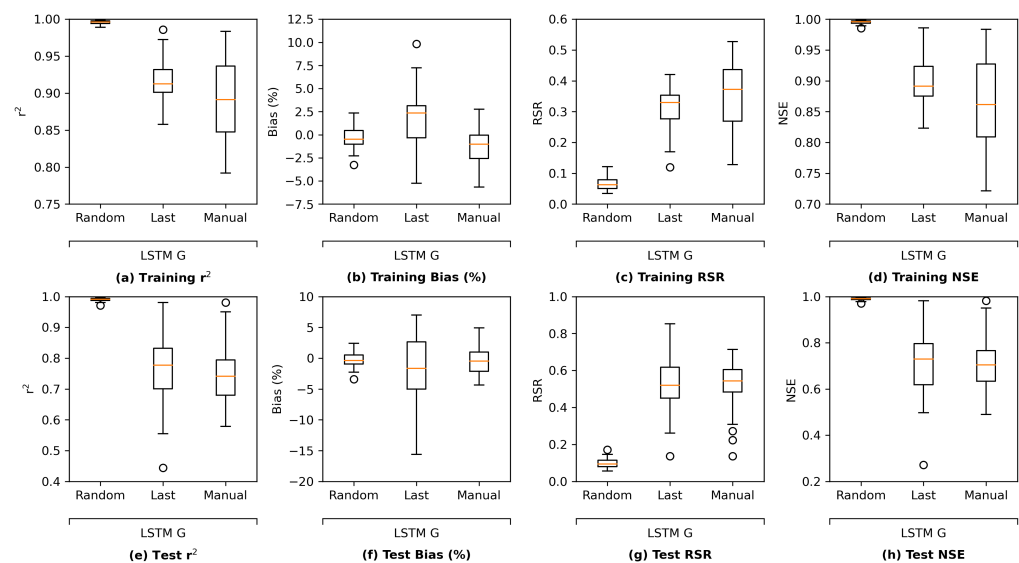 1.00
0.95
0.90
0.85
0.80
0.75
r²
Random Last Manual
LSTM G
(a) Training r²
12.5
10.0
7.5
5.0
2.5
0.0
−2.5
−5.0
−7.5
Bias (%)
Random Last Manual
LSTM G
(b) Training Bias (%)
0.6
0.5
0.4
0.3
0.2
0.1
0.0
RSR
Random Last Manual
LSTM G
(c) Training RSR
1.00
0.95
0.90
0.85
0.80
0.75
0.70
NSE
Random Last Manual
LSTM G
(d) Training NSE
1.0
0.9
0.8
0.7
0.6
0.5
0.4
r²
Random Last Manual
LSTM G
(e) Test r²
10
5
0
−5
−10
−15
−20
Bias (%)
Random Last Manual
LSTM G
(f) Test Bias (%)
1.0
0.8
0.6
0.4
0.2
0.0
RSR
Random Last Manual
LSTM G
(g) Test RSR
1.0
0.8
0.6
0.4
0.2
NSE
Random Last Manual
LSTM G
(h) Test NSE